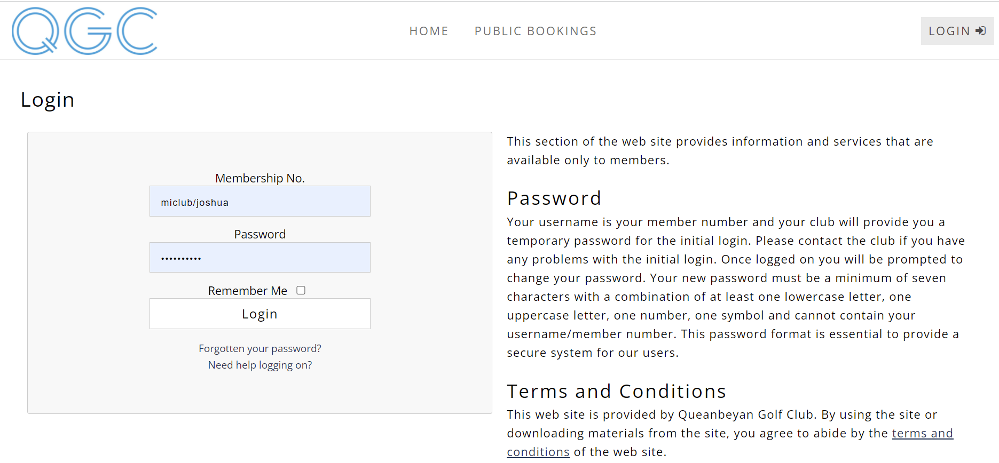 QGC
HOME
PUBLIC BOOKINGS
LOGIN
Login
Membership No.
miclub/joshua
Password
••••••••••
Remember Me
Login
Forgotten your password?
Need help logging on?
This section of the web site provides information and services that are
available only to members.
Password
Your username is your member number and your club will provide you a
temporary password for the initial login. Please contact the club if you have
any problems with the initial login. Once logged on you will be prompted to
change your password. Your new password must be a minimum of seven
characters with a combination of at least one lowercase letter, one
uppercase letter, one number, one symbol and cannot contain your
username/member number. This password format is essential to provide a
secure system for our users.
Terms and Conditions
This web site is provided by Queanbeyan Golf Club. By using the site or
downloading materials from the site, you agree to abide by the terms and
conditions of the web site.